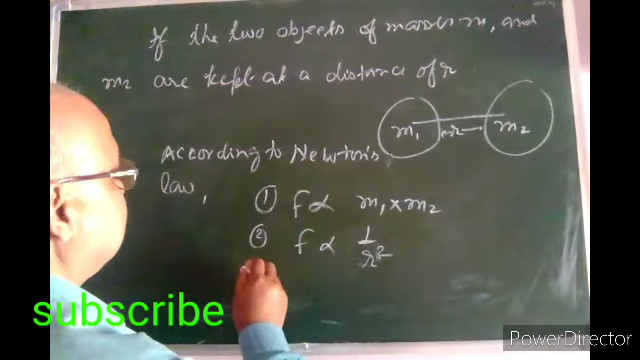 If the two objects of masses m₁ and
m₂ are kept at a distance of r
m₁ r m₂
According to Newton's
law,
① f ∝ m₁ × m₂
② f ∝ 1/r²
subscribe
PowerDirector